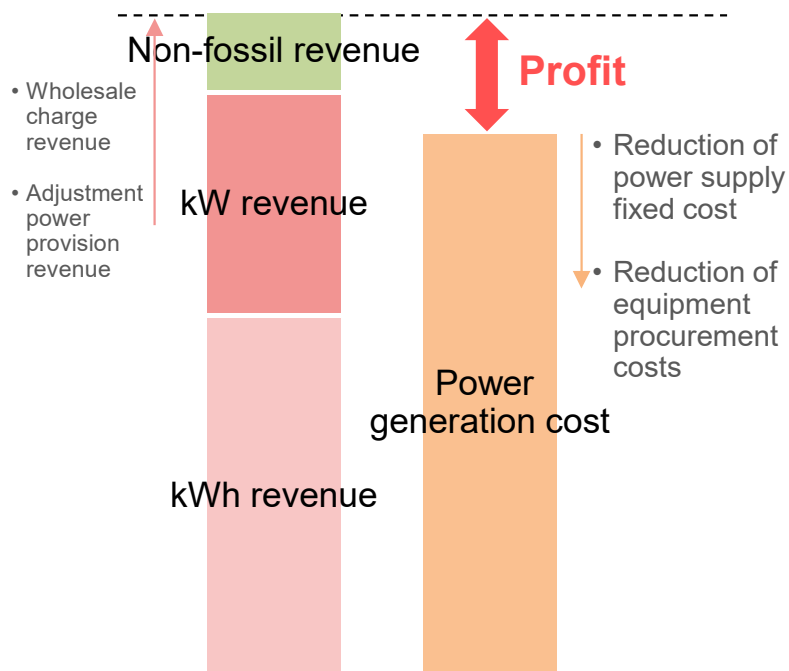 Non-fossil revenue
Profit
• Wholesale
charge
revenue
• Adjustment
power
provision
revenue
kW revenue
kWh revenue
Power
generation cost
• Reduction of
power supply
fixed cost
• Reduction of
equipment
procurement
costs